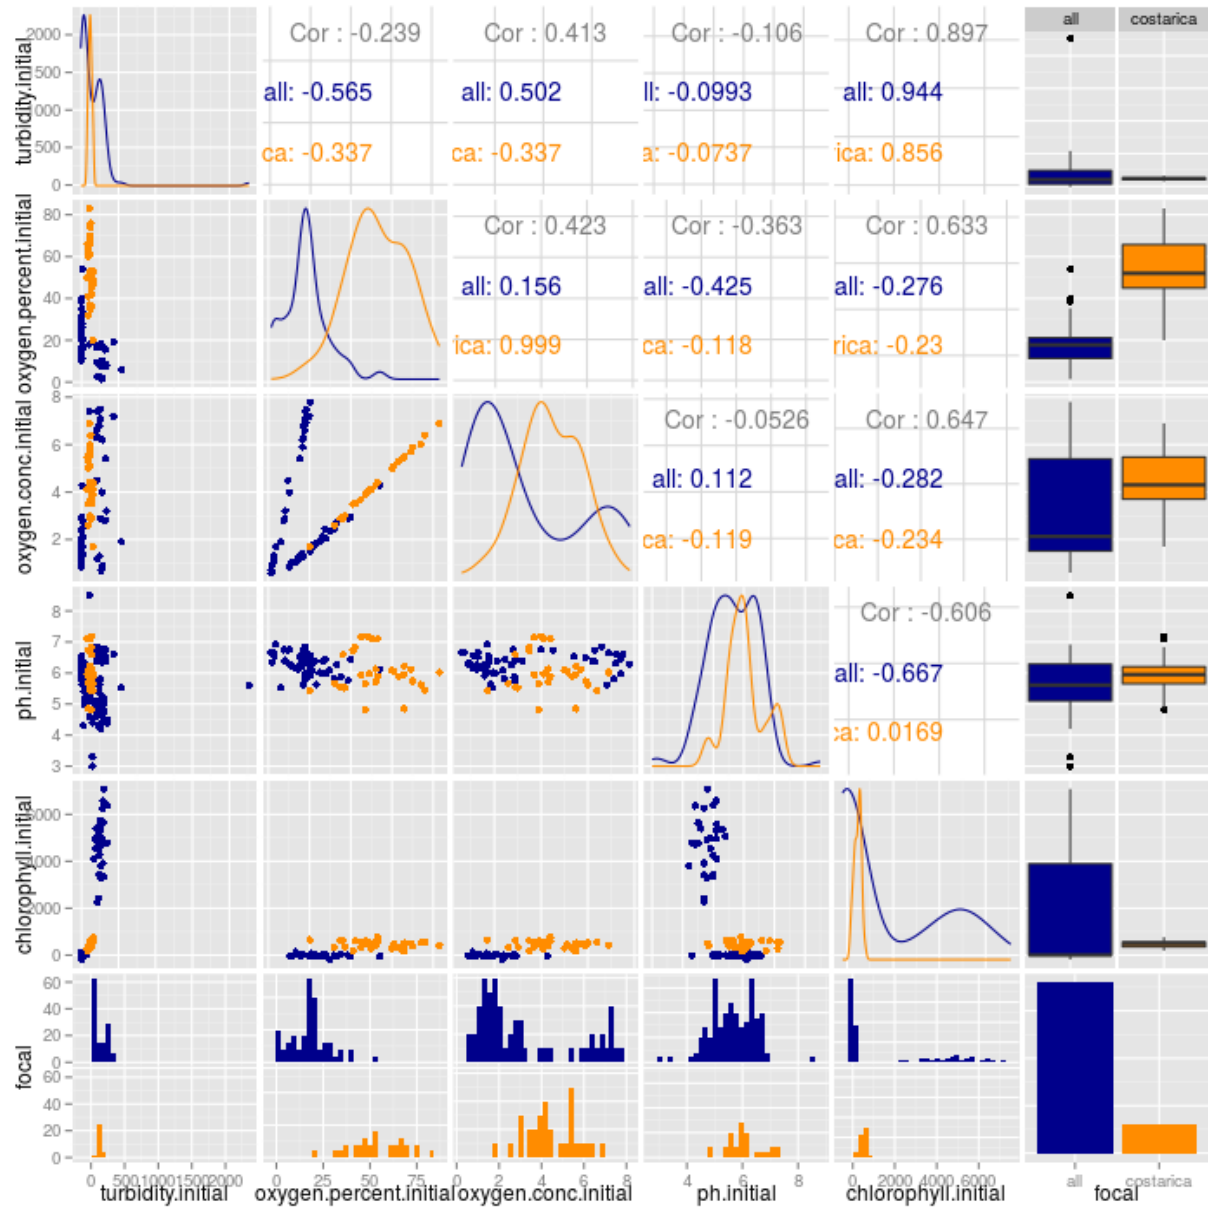 all costarica
Cor : -0.239 Cor : 0.413 Cor : -0.106 Cor : 0.897
all: -0.565 all: 0.502 ll: -0.0993 all: 0.944
ca: -0.337 ca: -0.337 a: -0.0737 ica: 0.856
turbidity.initial
2000
1500
1000
500
0
Cor : 0.423 Cor : -0.363 Cor : 0.633
all: 0.156 all: -0.425 all: -0.276
rica: 0.999 ca: -0.118 rica: -0.23
oxygen.percent.initial
80
60
40
20
0
Cor : -0.0526 Cor : 0.647
all: 0.112 all: -0.282
ca: -0.119 ca: -0.234
oxygen.conc.initial
8
6
4
2
Cor : -0.606
all: -0.667
ca: 0.0169
ph.initial
8
7
6
5
4
3
chlorophyll.initial
6000
4000
2000
0
focal
60
40
20
0
60
40
20
0
0 500 1000 1500 2000 0 25 50 75 0 2 4 6 8 4 6 8 0 2000 4000 6000 all costarica
turbidity.initial oxygen.percent.initial oxygen.conc.initial ph.initial chlorophyll.initial focal